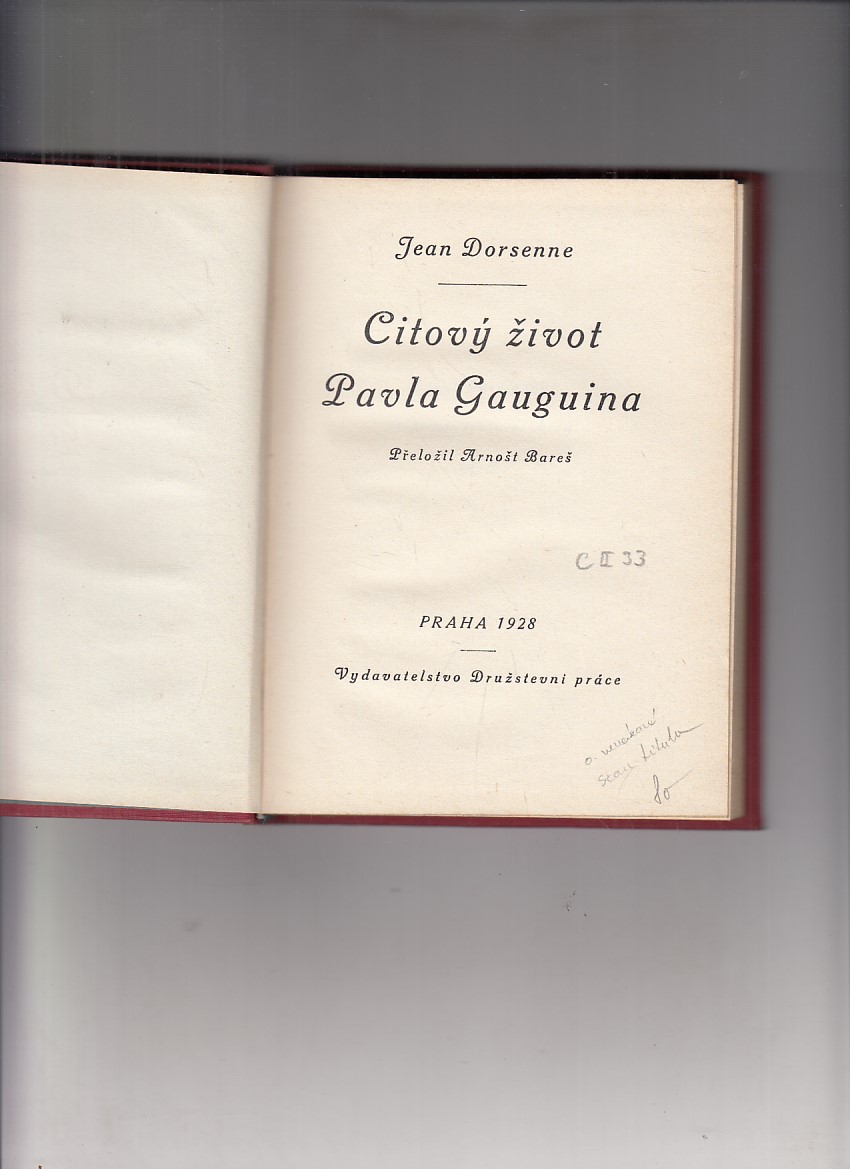 Jean Dorsenne
Citový život
Pavla Gauguina
Přeložil Arnošt Bareš
C II 33
PRAHA 1928
Vydavatelstvo Družstevní práce